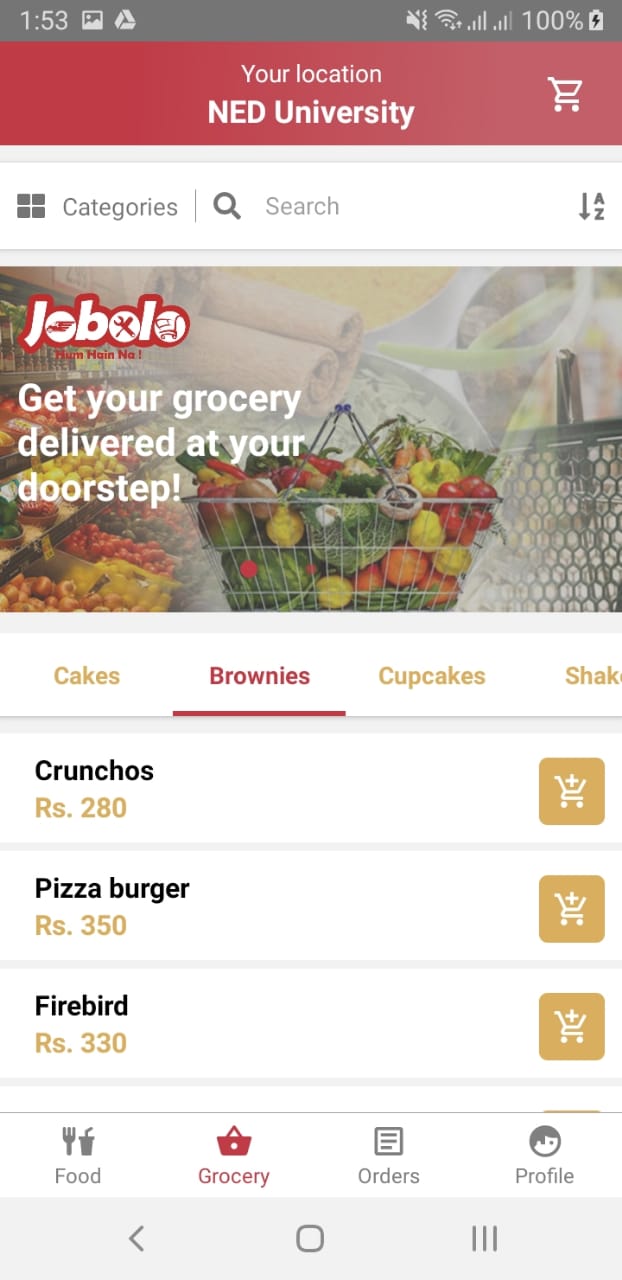 1:53
100%
Your location
NED University
Categories
Search
A
Z
Jobolo
Hum Hain Na !
Get your grocery
delivered at your
doorstep!
Cakes Brownies Cupcakes Shak
Crunchos
Rs. 280
Pizza burger
Rs. 350
Firebird
Rs. 330
Food Grocery Orders Profile